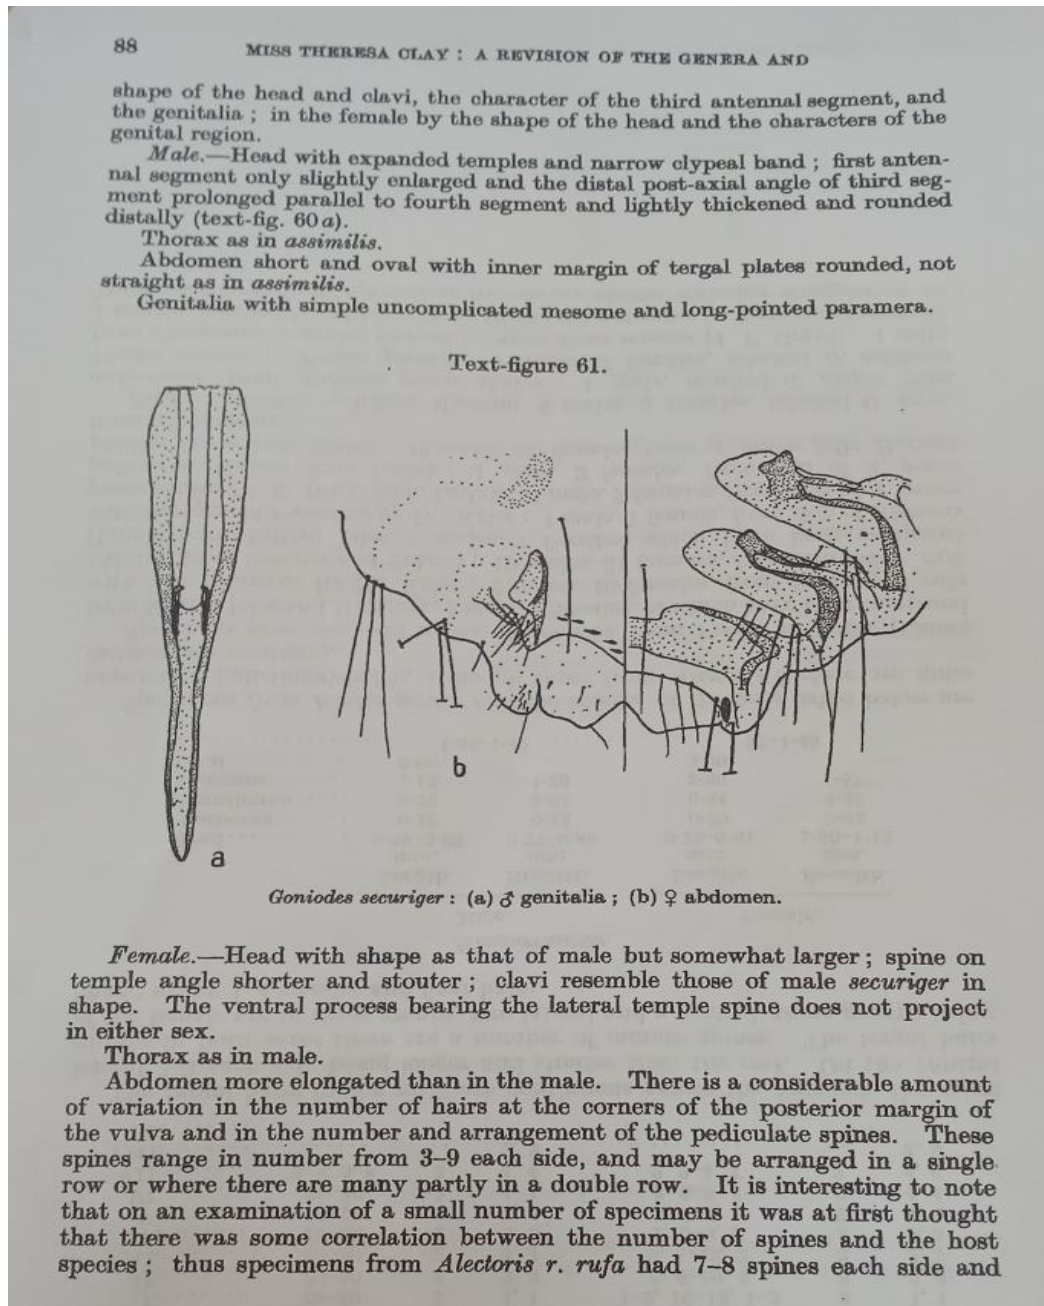 88
MISS THERESA CLAY : A REVISION OF THE GENERA AND
shape of the head and clavi, the character of the third antennal segment, and
the genitalia ; in the female by the shape of the head and the characters of the
genital region.
Male.—Head with expanded temples and narrow clypeal band ; first anten-
nal segment only slightly enlarged and the distal post-axial angle of third seg-
ment prolonged parallel to fourth segment and lightly thickened and rounded
distally (text-fig. 60 a).
Thorax as in assimilis.
Abdomen short and oval with inner margin of tergal plates rounded, not
straight as in assimilis.
Genitalia with simple uncomplicated mesome and long-pointed paramera.
Text-figure 61.
b
a
Goniodes securiger : (a) ♂ genitalia ; (b) ♀ abdomen.
Female.—Head with shape as that of male but somewhat larger ; spine on
temple angle shorter and stouter ; clavi resemble those of male securiger in
shape. The ventral process bearing the lateral temple spine does not project
in either sex.
Thorax as in male.
Abdomen more elongated than in the male. There is a considerable amount
of variation in the number of hairs at the corners of the posterior margin of
the vulva and in the number and arrangement of the pediculate spines. These
spines range in number from 3–9 each side, and may be arranged in a single
row or where there are many partly in a double row. It is interesting to note
that on an examination of a small number of specimens it was at first thought
that there was some correlation between the number of spines and the host
species ; thus specimens from Alectoris r. rufa had 7–8 spines each side and